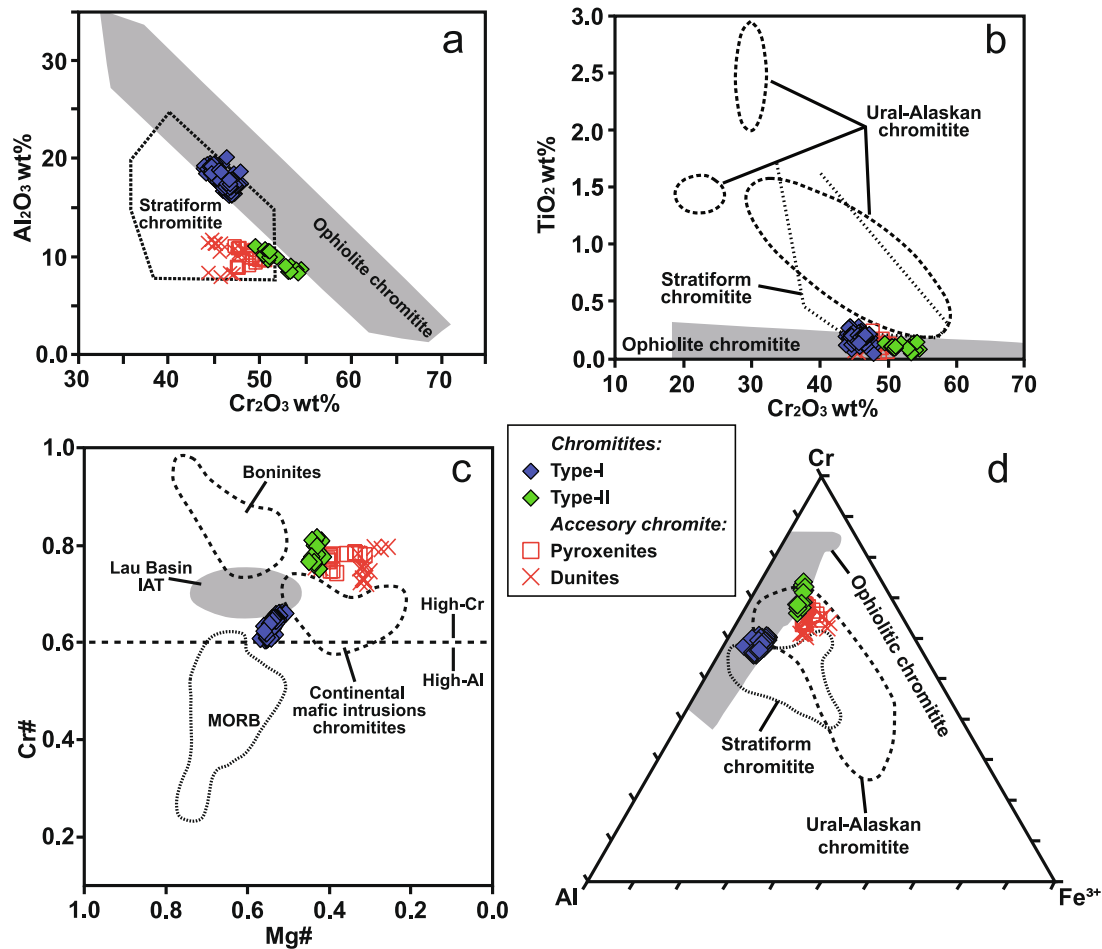 a
Al₂O₃ wt%
30
20
10
0.0
Stratiform
chromitite
Ophiolite chromitite
30 40 50 60 70
Cr₂O₃ wt%
b
TiO₂ wt%
3.0
2.5
2.0
1.5
1.0
0.5
0.0
Ural-Alaskan
chromitite
Stratiform
chromitite
Ophiolite chromitite
10 20 30 40 50 60 70
Cr₂O₃ wt%
c
Cr#
1.0
0.8
0.6
0.4
0.2
Boninites
Lau Basin
IAT
High-Cr
High-Al
MORB
Continental
mafic intrusions
chromitites
1.0 0.8 0.6 0.4 0.2 0.0
Mg#
Chromitites:
Type-I
Type-II
Accesory chromite:
Pyroxenites
Dunites
d
Cr
Ophiolitic chromitite
Stratiform
chromitite
Ural-Alaskan
chromitite
Al
Fe³⁺